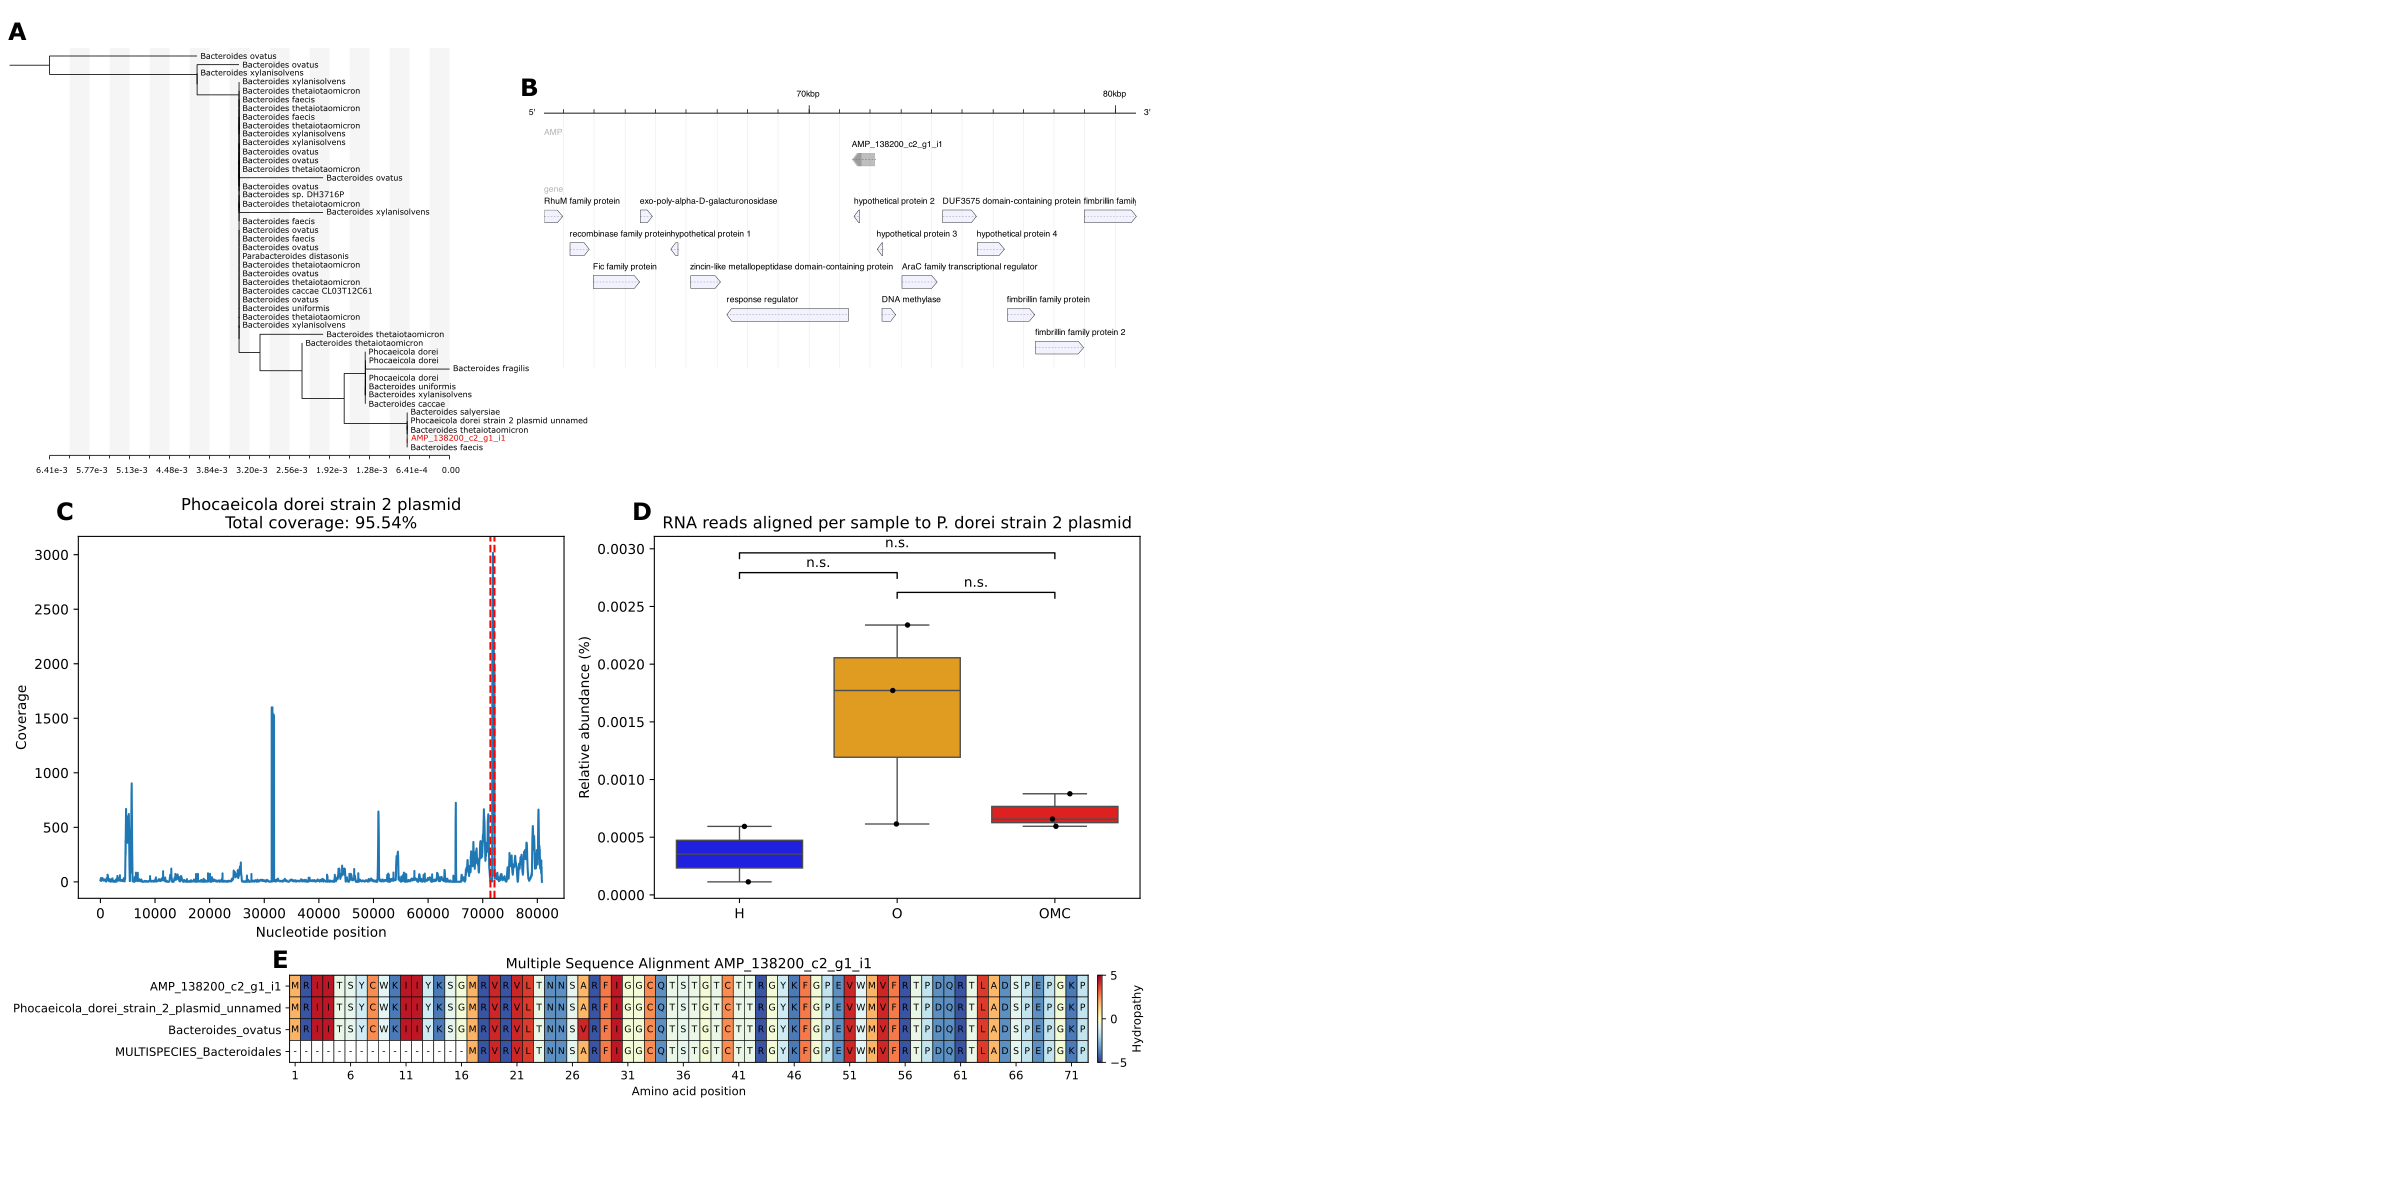 A
Bacteroides ovatus
Bacteroides ovatus
Bacteroides xylanisolvens
Bacteroides xylanisolvens
Bacteroides thetaiotaomicron
Bacteroides faecis
Bacteroides thetaiotaomicron
Bacteroides faecis
Bacteroides thetaiotaomicron
Bacteroides xylanisolvens
Bacteroides xylanisolvens
Bacteroides ovatus
Bacteroides ovatus
Bacteroides thetaiotaomicron
Bacteroides ovatus
Bacteroides ovatus
Bacteroides sp. DH3716P
Bacteroides thetaiotaomicron
Bacteroides xylanisolvens
Bacteroides faecis
Bacteroides ovatus
Bacteroides faecis
Bacteroides ovatus
Parabacteroides distasonis
Bacteroides thetaiotaomicron
Bacteroides ovatus
Bacteroides thetaiotaomicron
Bacteroides caccae CL03T12C61
Bacteroides ovatus
Bacteroides uniformis
Bacteroides thetaiotaomicron
Bacteroides xylanisolvens
Bacteroides thetaiotaomicron
Bacteroides thetaiotaomicron
Phocaeicola dorei
Phocaeicola dorei
Bacteroides fragilis
Phocaeicola dorei
Bacteroides uniformis
Bacteroides xylanisolvens
Bacteroides caccae
Bacteroides salyersiae
Phocaeicola dorei strain 2 plasmid unnamed
Bacteroides thetaiotaomicron
AMP_138200_c2_g1_i1
Bacteroides faecis
6.41e-3 5.77e-3 5.13e-3 4.48e-3 3.84e-3 3.20e-3 2.56e-3 1.92e-3 1.28e-3 6.41e-4 0.00
B
70kbp 80kbp
5' 3'
AMP
AMP_138200_c2_g1_i1
gene
RhuM family protein exo-poly-alpha-D-galacturonosidase hypothetical protein 2 DUF3575 domain-containing protein fimbrillin family
recombinase family protein hypothetical protein 1 hypothetical protein 3 hypothetical protein 4
Fic family protein zincin-like metallopeptidase domain-containing protein AraC family transcriptional regulator
response regulator DNA methylase fimbrillin family protein
fimbrillin family protein 2
C
Phocaeicola dorei strain 2 plasmid
Total coverage: 95.54%
3000
2500
2000
1500
1000
500
0
Coverage
0 10000 20000 30000 40000 50000 60000 70000 80000
Nucleotide position
D
RNA reads aligned per sample to P. dorei strain 2 plasmid
n.s.
n.s.
n.s.
0.0030
0.0025
0.0020
0.0015
0.0010
0.0005
0.0000
Relative abundance (%)
H O OMC
E
Multiple Sequence Alignment AMP_138200_c2_g1_i1
AMP_138200_c2_g1_i1 M R I I T S Y C W K I I Y K S G M R V R V L T N N S A R F I G G C Q T S T G T C T T R G Y K F G P E V W M V F R T P D Q R T L A D S P E P G K P
Phocaeicola_dorei_strain_2_plasmid_unnamed M R I I T S Y C W K I I Y K S G M R V R V L T N N S A R F I G G C Q T S T G T C T T R G Y K F G P E V W M V F R T P D Q R T L A D S P E P G K P
Bacteroides_ovatus M R I I T S Y C W K I I Y K S G M R V R V L T N N S V R F I G G C Q T S T G T C T T R G Y K F G P E V W M V F R T P D Q R T L A D S P E P G K P
MULTISPECIES_Bacteroidales - - - - - - - - - - - - - - - - M R V R V L T N N S A R F I G G C Q T S T G T C T T R G Y K F G P E V W M V F R T P D Q R T L A D S P E P G K P
1 6 11 16 21 26 31 36 41 46 51 56 61 66 71
Amino acid position
5
0
−5
Hydropathy